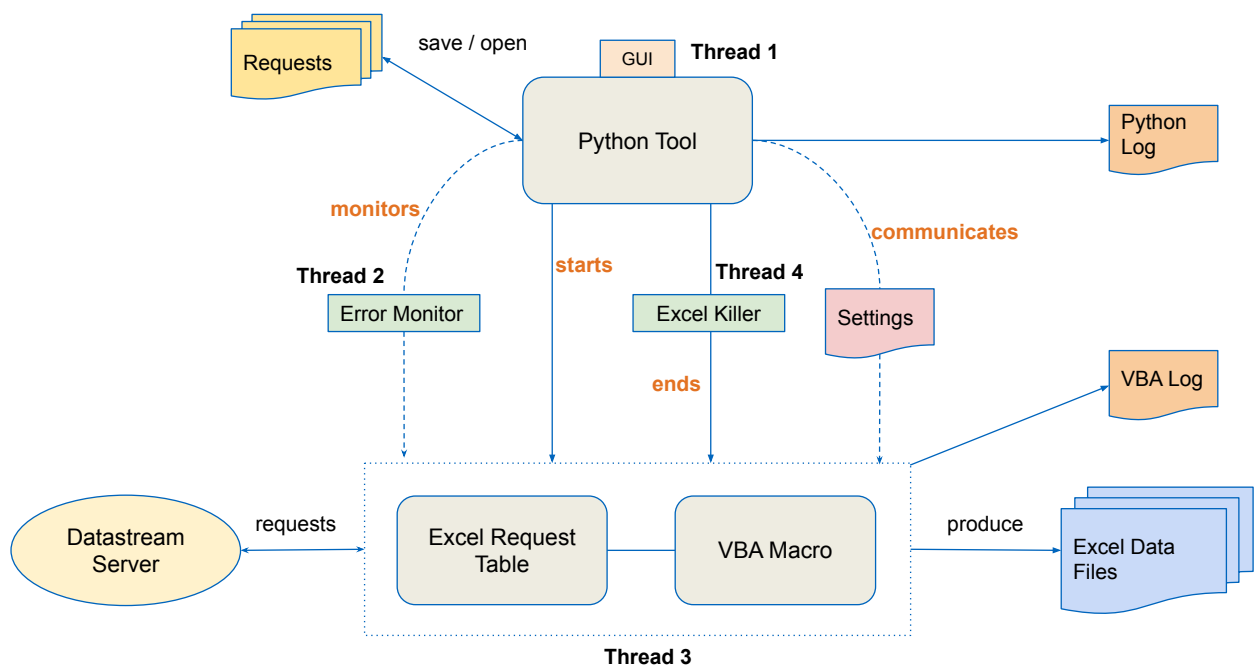 save / open
Thread 1
GUI
Requests
Python Tool
Python
Log
monitors
communicates
starts
Thread 2
Thread 4
Error Monitor
Excel Killer
Settings
ends
VBA Log
requests
produce
Datastream
Server
Excel Request
Table
VBA Macro
Excel Data
Files
Thread 3